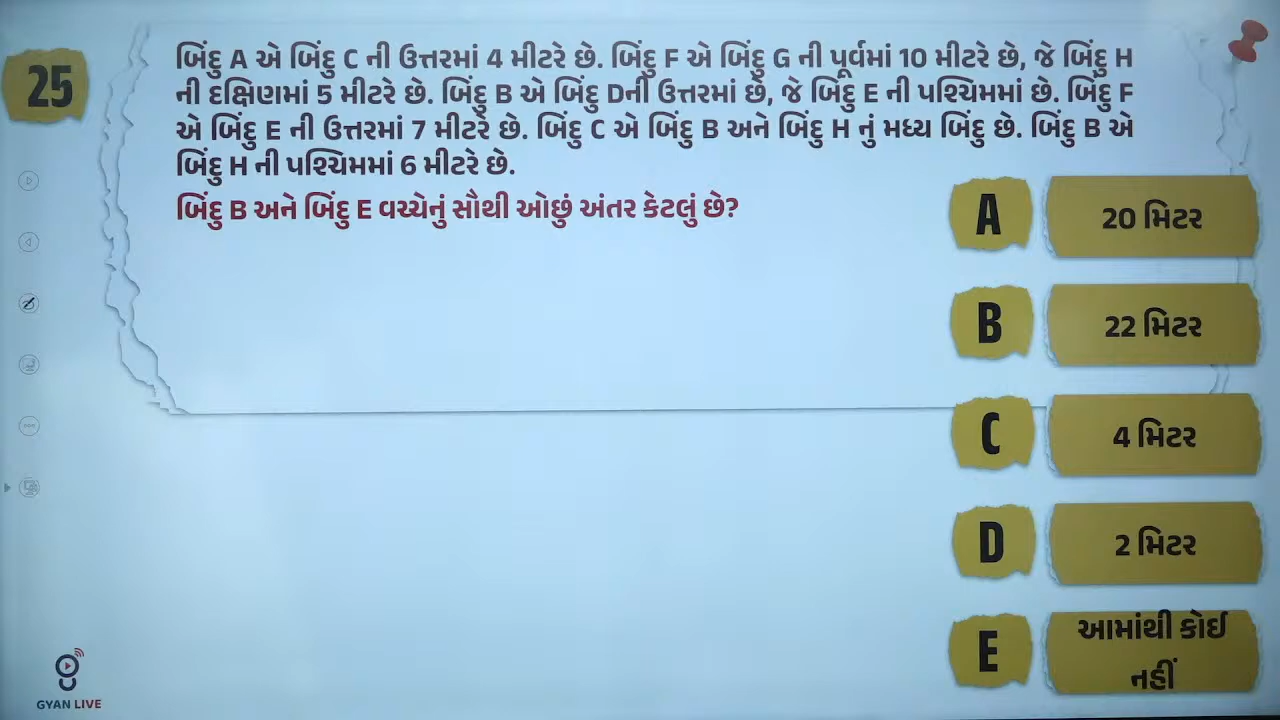 25
બિંદુ A એ બિંદુ C ની ઉત્તરમાં 4 મીટરે છે. બિંદુ F એ બિંદુ G ની પૂર્વમાં 10 મીટરે છે, જે બિંદુ H
ની દક્ષિણમાં 5 મીટરે છે. બિંદુ B એ બિંદુ Dની ઉત્તરમાં છે, જે બિંદુ E ની પશ્ચિમમાં છે. બિંદુ F
એ બિંદુ E ની ઉત્તરમાં 7 મીટરે છે. બિંદુ C એ બિંદુ B અને બિંદુ H નું મધ્ય બિંદુ છે. બિંદુ B એ
બિંદુ H ની પશ્ચિમમાં 6 મીટરે છે.
બિંદુ B અને બિંદુ E વચ્ચેનું સૌથી ઓછું અંતર કેટલું છે?
A 20 મિટર
B 22 મિટર
C 4 મિટર
D 2 મિટર
E આમાંથી કોઈ
નહીં
GYAN LIVE